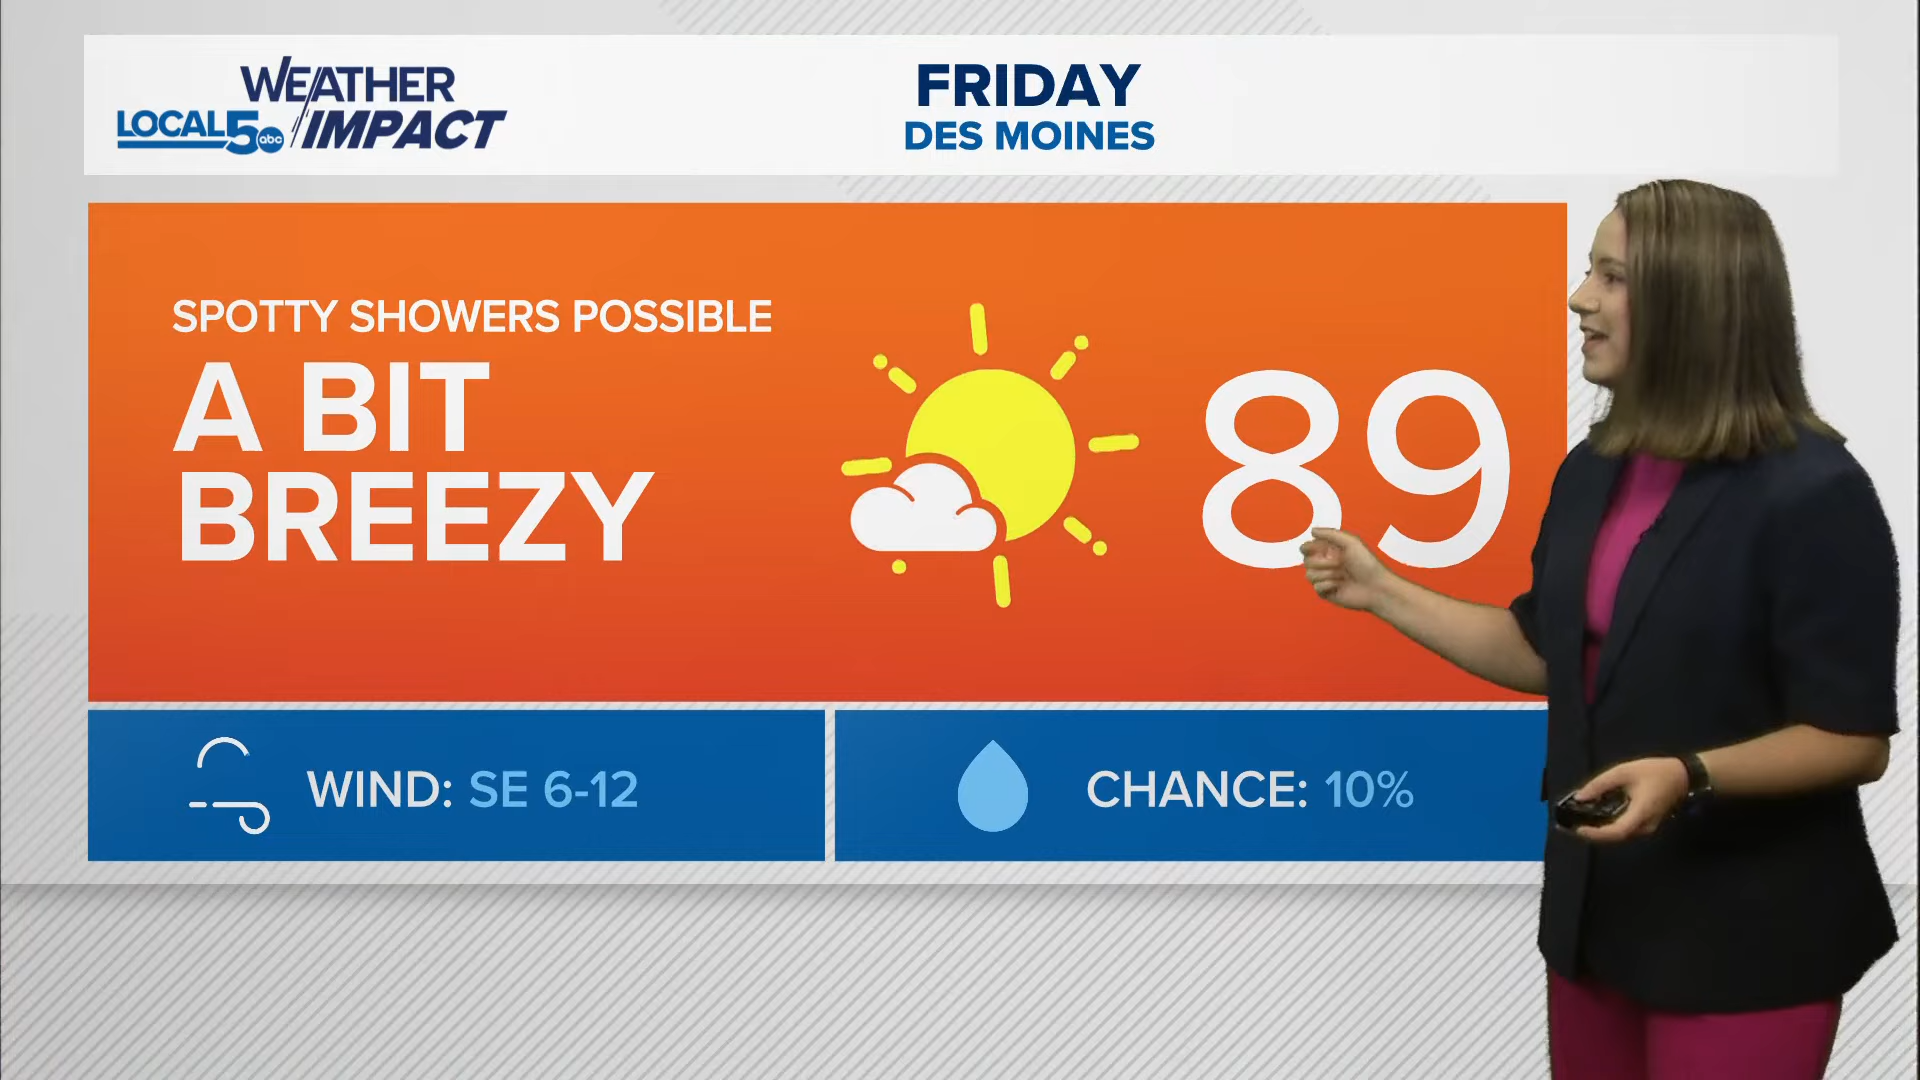 WEATHER
LOCAL 5 abc IMPACT
FRIDAY
DES MOINES
SPOTTY SHOWERS POSSIBLE
A BIT
BREEZY
89
WIND: SE 6-12
CHANCE: 10%